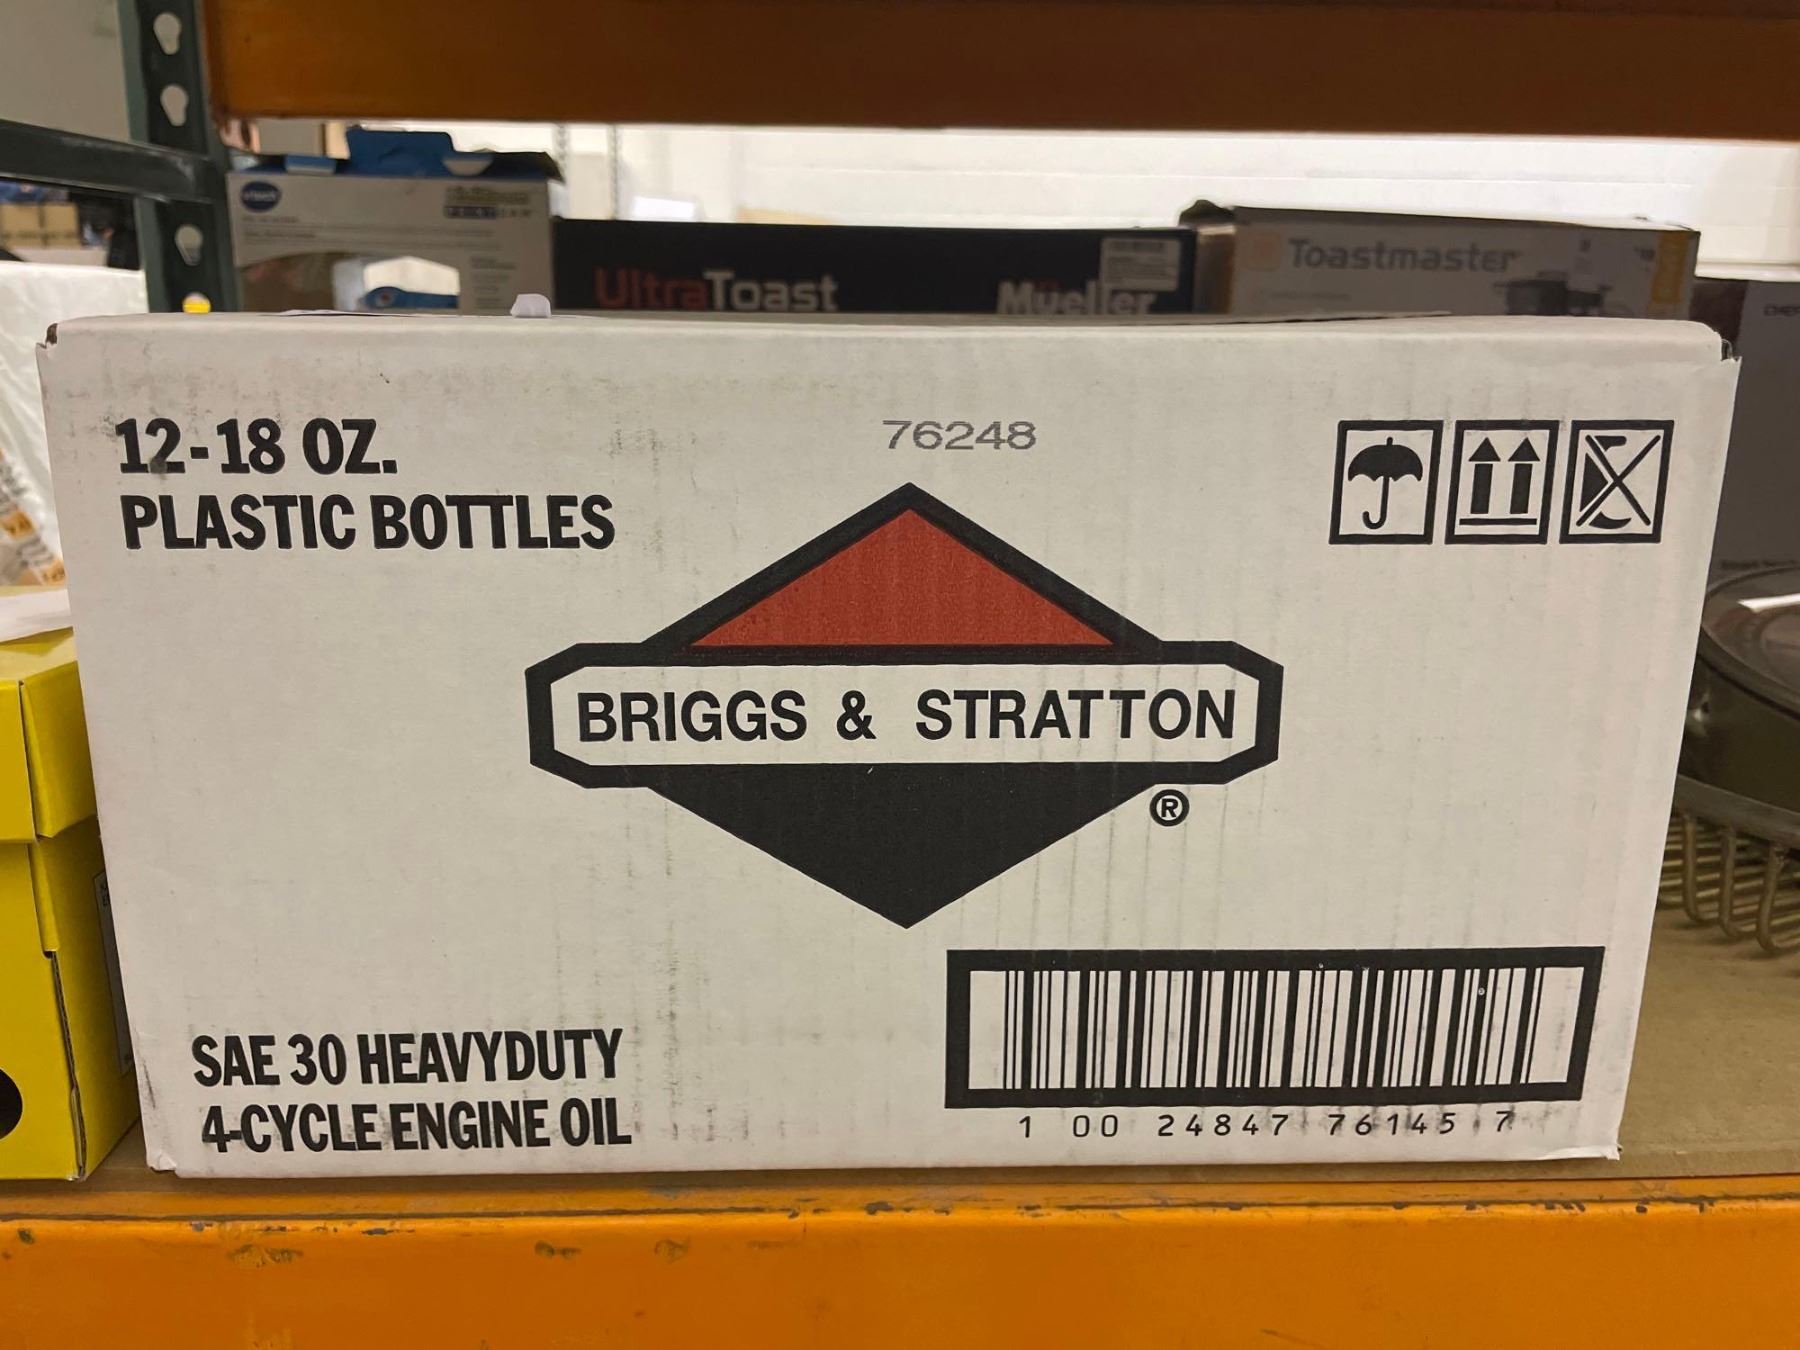 vtech
UltraToast
Mueller
Toastmaster
12-18 OZ.
PLASTIC BOTTLES
76248
BRIGGS & STRATTON
®
SAE 30 HEAVYDUTY
4-CYCLE ENGINE OIL
1 00 24847 76145 7